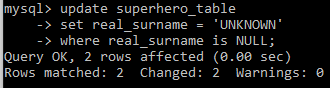 mysql> update superhero_table
    -> set real_surname = 'UNKNOWN'
    -> where real_surname is NULL;
Query OK, 2 rows affected (0.00 sec)
Rows matched: 2  Changed: 2  Warnings: 0